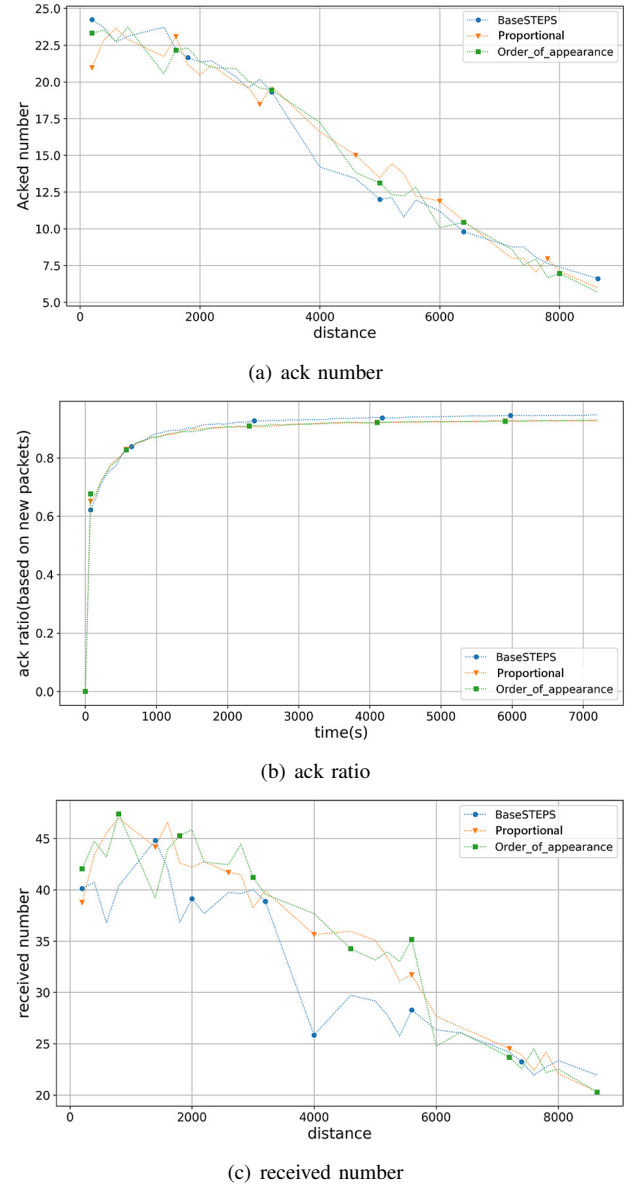 25.0
22.5
20.0
17.5
15.0
12.5
10.0
7.5
5.0
Acked number
BaseSTEPS
Proportional
Order_of_appearance
0 2000 4000 6000 8000
distance
(a) ack number
0.8
0.6
0.4
0.2
0.0
ack ratio(based on new packets)
BaseSTEPS
Proportional
Order_of_appearance
0 1000 2000 3000 4000 5000 6000 7000
time(s)
(b) ack ratio
45
40
35
30
25
20
received number
BaseSTEPS
Proportional
Order_of_appearance
0 2000 4000 6000 8000
distance
(c) received number